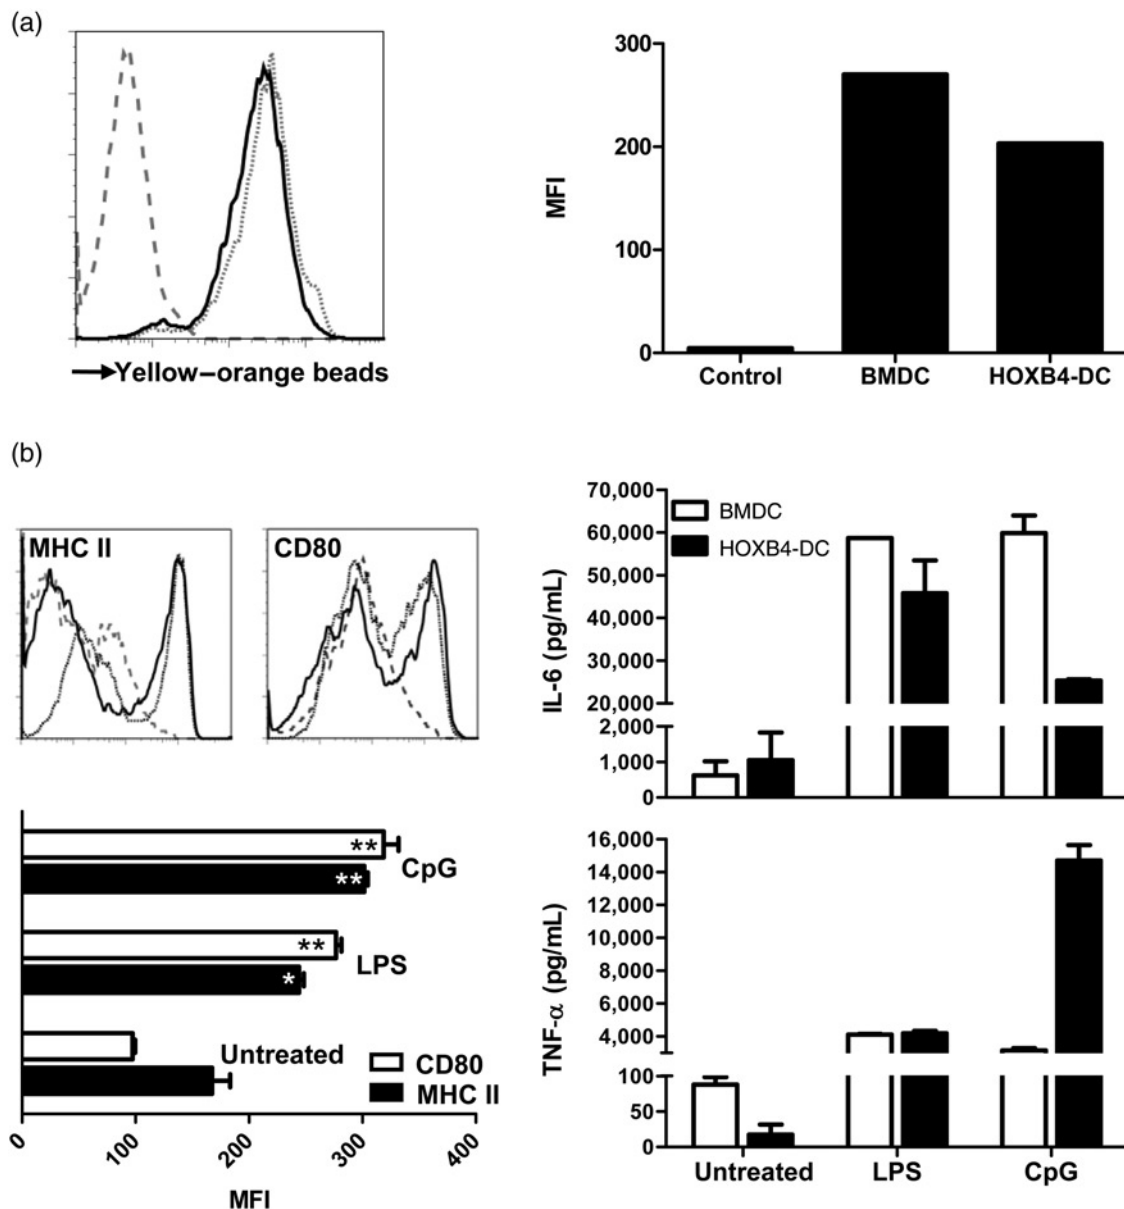 (a)
Yellow–orange beads
300
200
100
0
MFI
Control BMDC HOXB4-DC
(b)
MHC II
CD80
** CpG
**
** LPS
*
Untreated
CD80
MHC II
0 100 200 300 400
MFI
70,000
60,000
50,000
40,000
30,000
20,000
2,000
1,000
0
IL-6 (pg/mL)
BMDC
HOXB4-DC
16,000
14,000
12,000
10,000
8,000
6,000
4,000
100
50
0
TNF-α (pg/mL)
Untreated LPS CpG